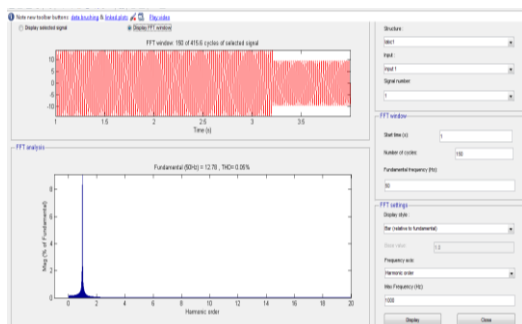 Note new toolbar buttons: data brushing & linked plots Play video
Display selected signal
Display FFT window
FFT window: 150 of 415.6 cycles of selected signal
10
5
0
-5
-10
1
1.5
2
2.5
3
3.5
Time (s)
FFT analysis
Fundamental (50Hz) = 12.78 , THD= 0.06%
Mag (% of Fundamental)
8
6
4
2
0
0
2
4
6
8
10
12
14
16
18
20
Harmonic order
Structure :
Input :
input 1
Signal number:
1
FFT window
Start time (s):
1
Number of cycles:
150
Fundamental frequency (Hz):
50
FFT settings
Display style :
Bar (relative to fundamental)
Base value:
1.0
Frequency axis:
Harmonic order
Max Frequency (Hz):
1000
Display
Close